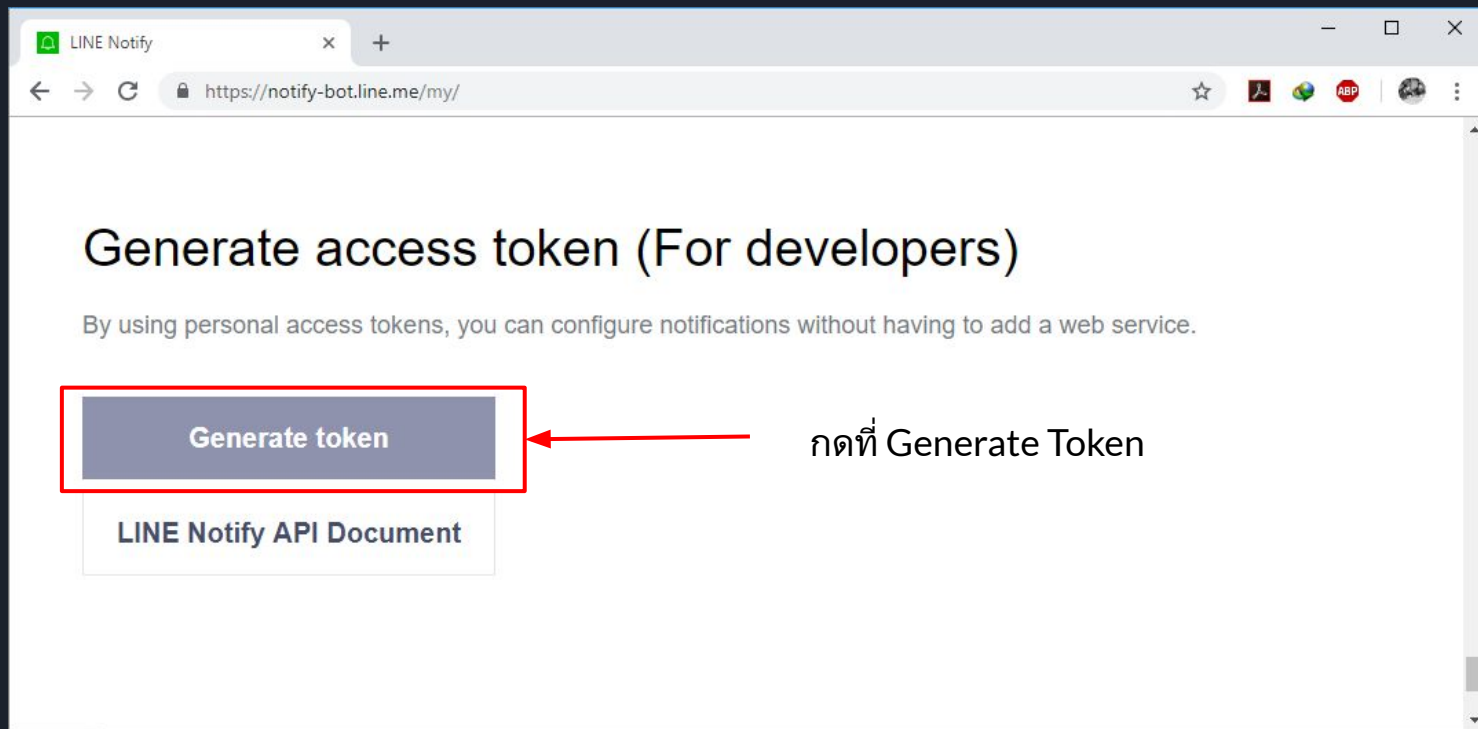 LINE Notify
https://notify-bot.line.me/my/
ABP
Generate access token (For developers)
By using personal access tokens, you can configure notifications without having to add a web service.
Generate token
กดที่ Generate Token
LINE Notify API Document